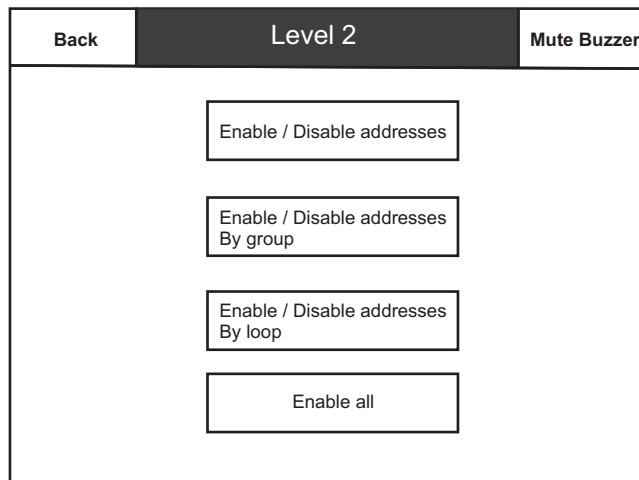 Back
Level 2
Mute Buzzer
Enable / Disable addresses
Enable / Disable addresses
By group
Enable / Disable addresses
By loop
Enable all